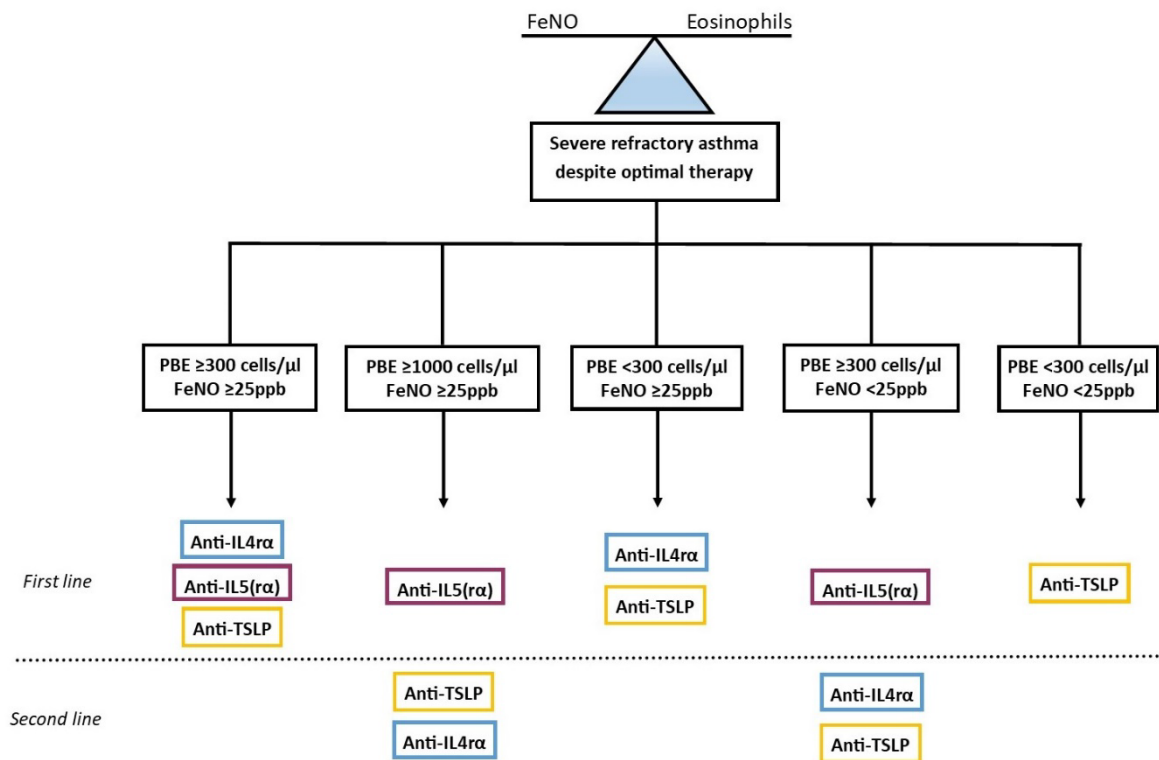 FeNO
Eosinophils
Severe refractory asthma
despite optimal therapy
PBE ≥300 cells/µl
FeNO ≥25ppb
PBE ≥1000 cells/µl
FeNO ≥25ppb
PBE <300 cells/µl
FeNO ≥25ppb
PBE ≥300 cells/µl
FeNO <25ppb
PBE <300 cells/µl
FeNO <25ppb
First line
Anti-IL4rα
Anti-IL5(rα)
Anti-TSLP
Anti-IL5(rα)
Anti-IL4rα
Anti-TSLP
Anti-IL5(rα)
Anti-TSLP
Second line
Anti-TSLP
Anti-IL4rα
Anti-IL4rα
Anti-TSLP